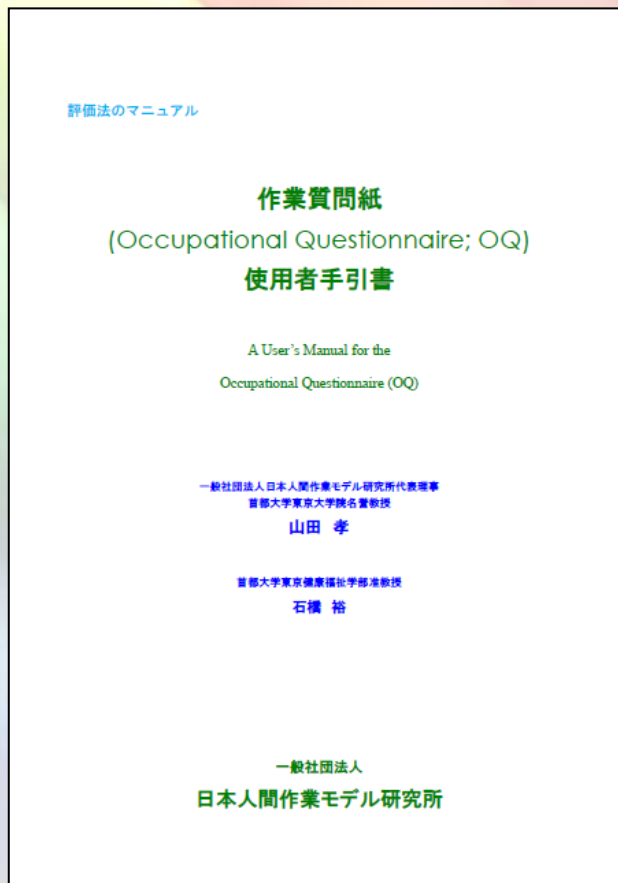 評価法のマニュアル
作業質問紙
(Occupational Questionnaire; OQ)
使用者手引書
A User's Manual for the
Occupational Questionnaire (OQ)
一般社団法人日本人間作業モデル研究所代表理事
首都大学東京大学院名誉教授
山田 孝
首都大学東京健康福祉学部准教授
石橋 裕
一般社団法人
日本人間作業モデル研究所